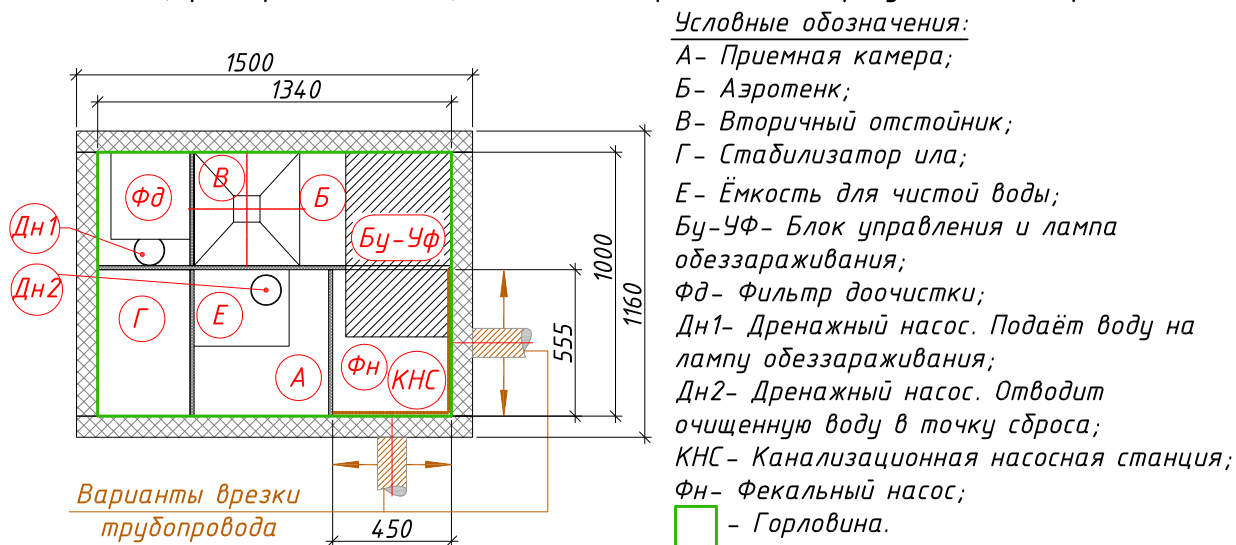 Условные обозначения:
А- Приемная камера;
Б- Аэротенк;
В- Вторичный отстойник;
Г- Стабилизатор ила;
Е- Ёмкость для чистой воды;
Бу-УФ- Блок управления и лампа
обеззараживания;
Фд- Фильтр доочистки;
Дн1- Дренажный насос. Подаёт воду на
лампу обеззараживания;
Дн2- Дренажный насос. Отводит
очищенную воду в точку сброса;
КНС- Канализационная насосная станция;
Фн- Фекальный насос;
- Горловина.
1500
1340
Фд
В
Б
Дн1
Бу-Уф
Дн2
Г
Е
А
Фн
КНС
1000
1160
555
450
Варианты врезки
трубопровода